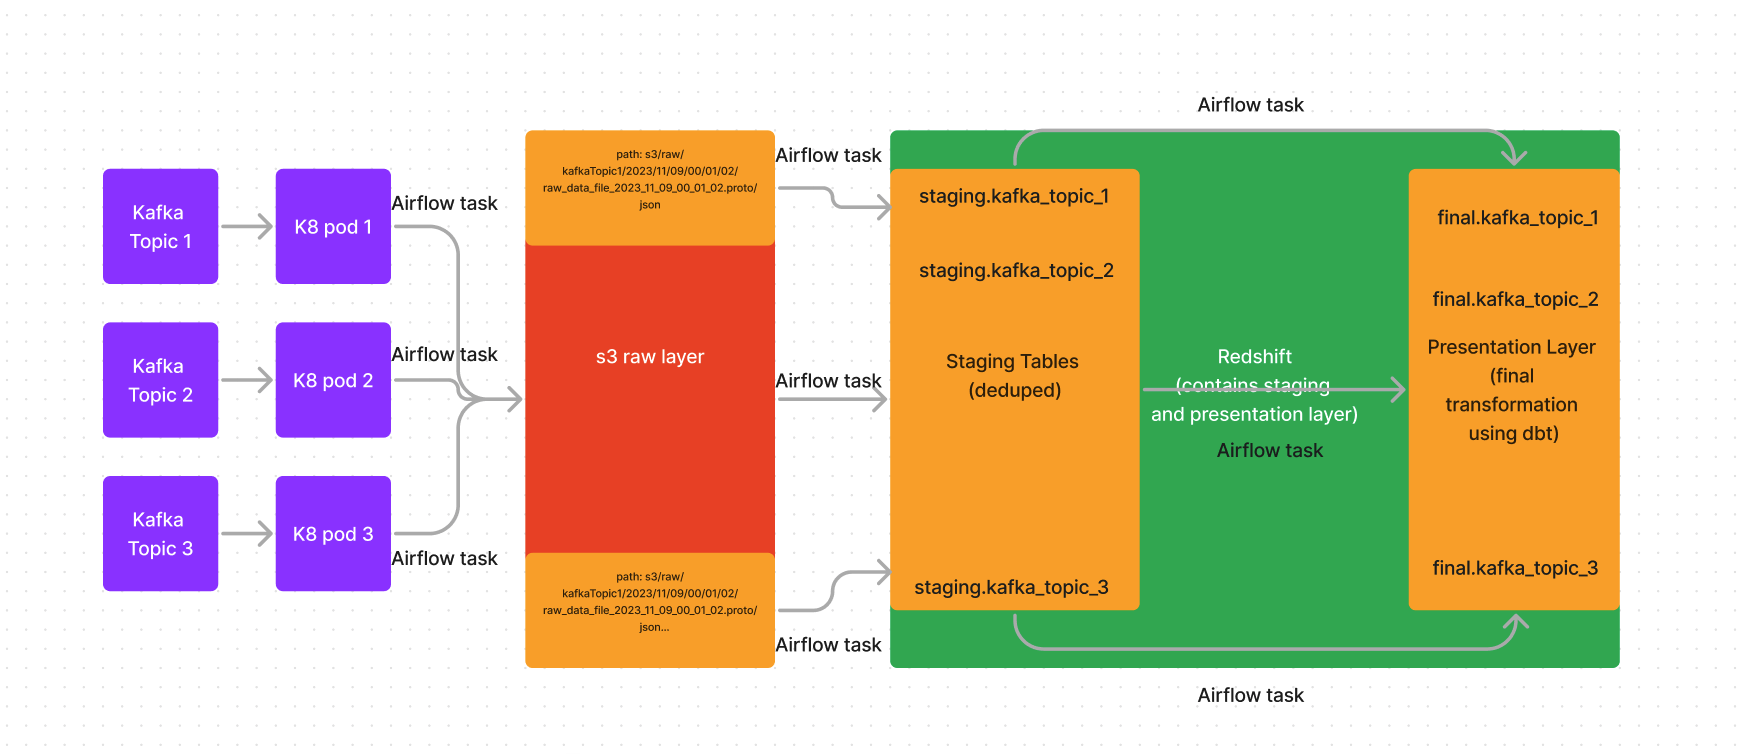 Kafka
Topic 1
K8 pod 1
Airflow task
Kafka
Topic 2
K8 pod 2
Airflow task
Kafka
Topic 3
K8 pod 3
Airflow task
path: s3/raw/
kafkaTopic1/2023/11/09/00/01/02/
raw_data_file_2023_11_09_00_01_02.proto/
json
s3 raw layer
path: s3/raw/
kafkaTopic1/2023/11/09/00/01/02/
raw_data_file_2023_11_09_00_01_02.proto/
json...
Airflow task
Airflow task
Airflow task
staging.kafka_topic_1
staging.kafka_topic_2
Staging Tables
(deduped)
staging.kafka_topic_3
Airflow task
Redshift
(contains staging
and presentation layer)
Airflow task
Airflow task
final.kafka_topic_1
final.kafka_topic_2
Presentation Layer
(final
transformation
using dbt)
final.kafka_topic_3